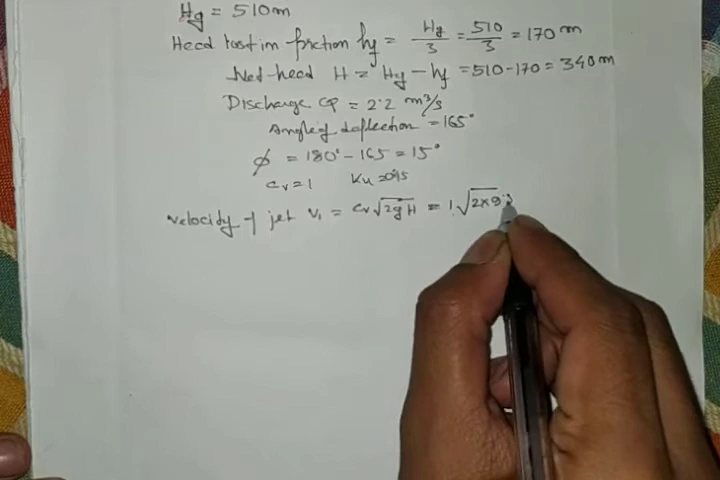 Hg = 510m
Head lost in friction hf = Hg/3 = 510/3 = 170 m
Net head H = Hg - hf = 510-170 = 340m
Discharge Q = 2.2 m³/s
Angle of deflection = 165°
ϕ = 180° - 165 = 15°
Cv = 1 Ku = 0.45
velocity of jet V₁ = Cv √2gH = 1 √2×9.